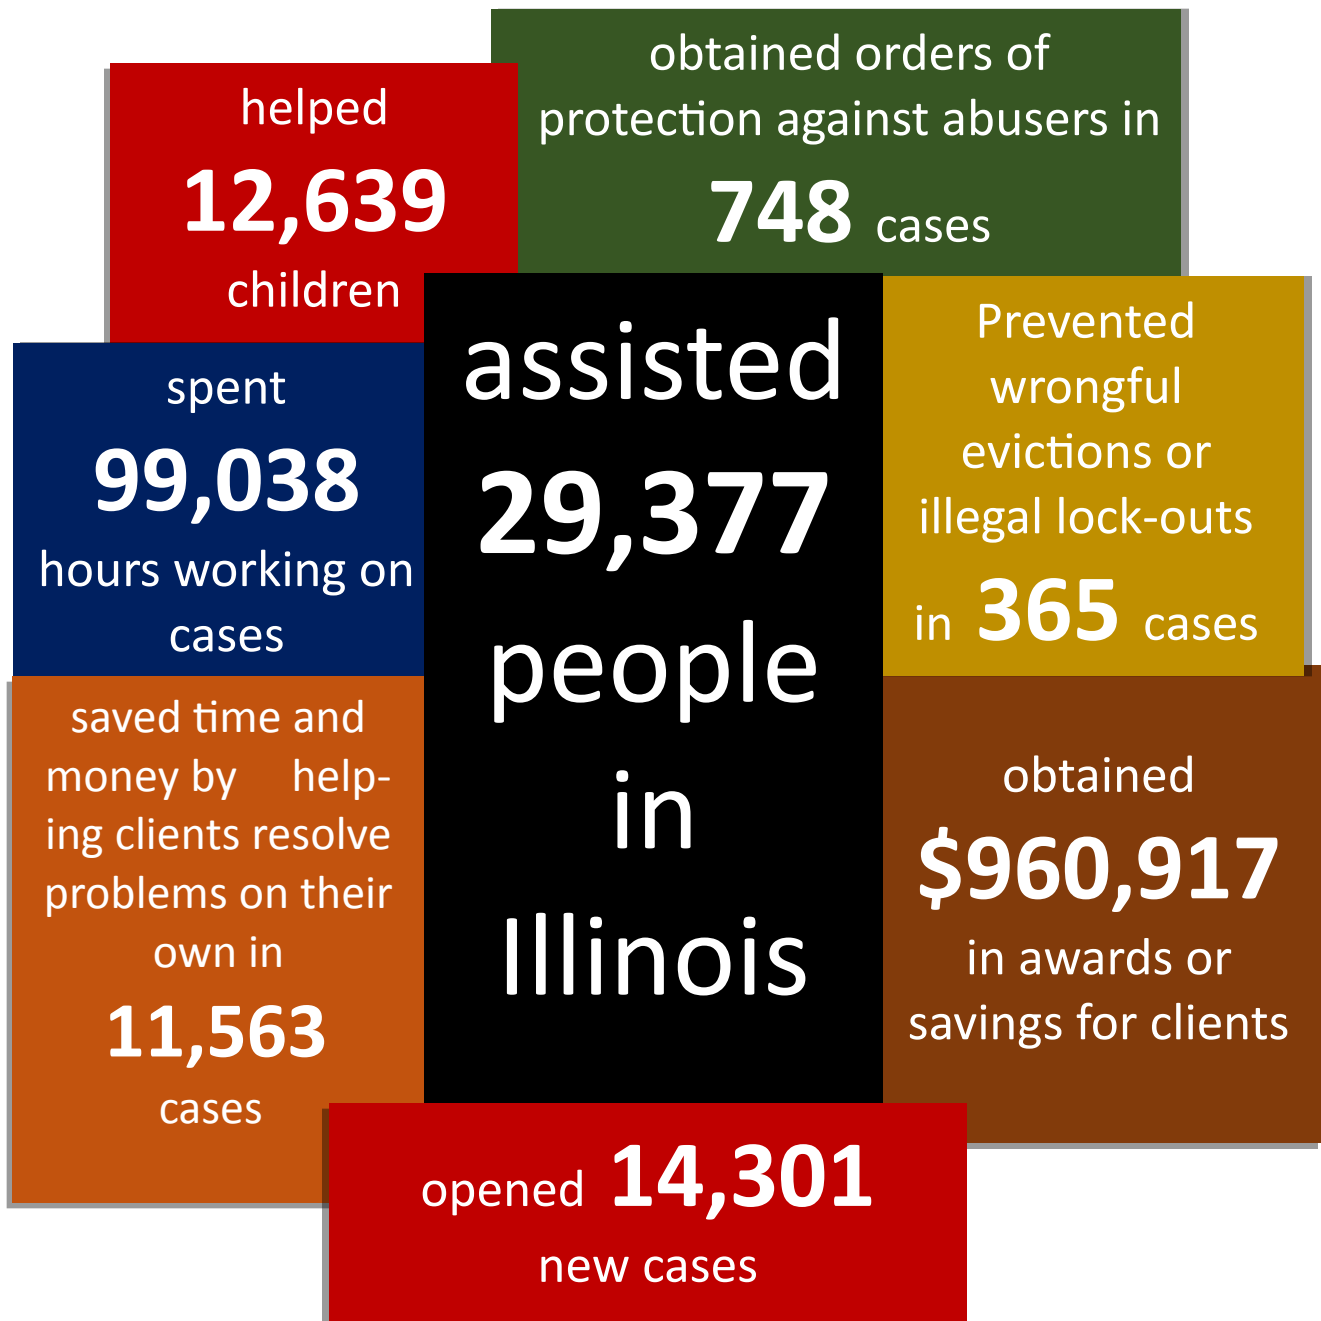 helped
12,639
children
obtained orders of
protection against abusers in
748 cases
spent
99,038
hours working on
cases
assisted
29,377
people
in
Illinois
Prevented
wrongful
evictions or
illegal lock-outs
in 365 cases
saved time and
money by help-
ing clients resolve
problems on their
own in
11,563
cases
obtained
$960,917
in awards or
savings for clients
opened 14,301
new cases